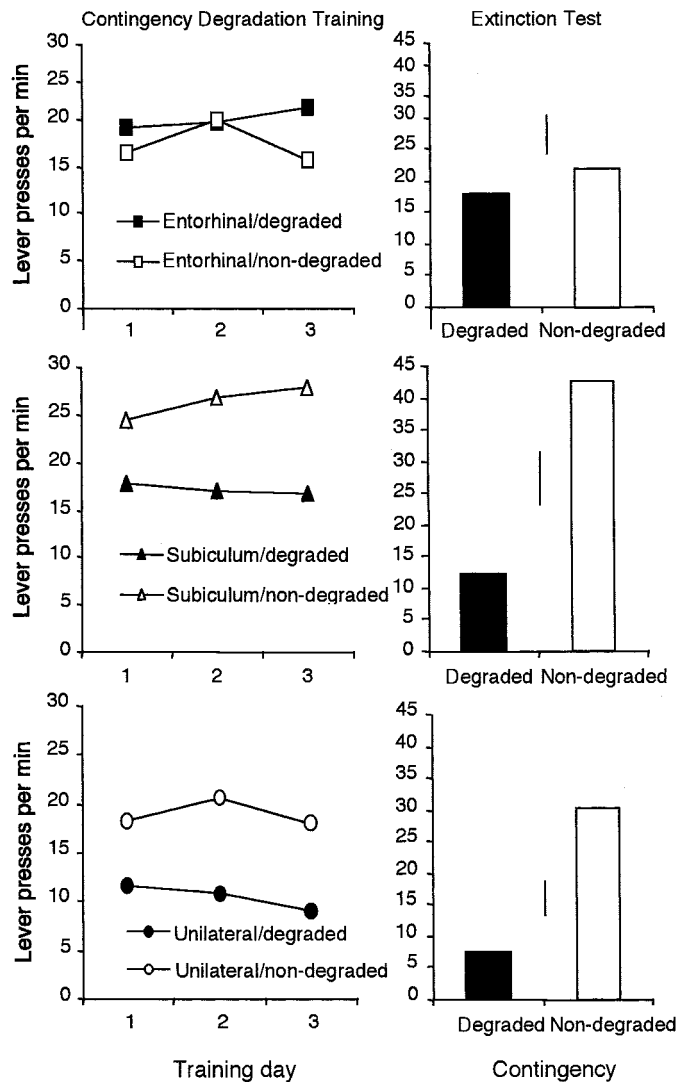 Contingency Degradation Training
Extinction Test
Lever presses per min
30
25
20
15
10
5
0
Entorhinal/degraded
Entorhinal/non-degraded
1 2 3
45
40
35
30
25
20
15
10
5
0
Degraded Non-degraded
Lever presses per min
30
25
20
15
10
5
0
Subiculum/degraded
Subiculum/non-degraded
1 2 3
45
40
35
30
25
20
15
10
5
0
Degraded Non-degraded
Lever presses per min
30
25
20
15
10
5
0
Unilateral/degraded
Unilateral/non-degraded
1 2 3
Training day
45
40
35
30
25
20
15
10
5
0
Degraded Non-degraded
Contingency